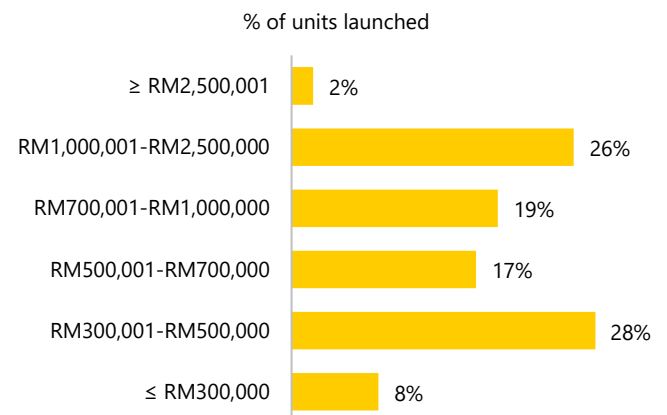 % of units launched
≥ RM2,500,001 2%
RM1,000,001-RM2,500,000 26%
RM700,001-RM1,000,000 19%
RM500,001-RM700,000 17%
RM300,001-RM500,000 28%
≤ RM300,000 8%